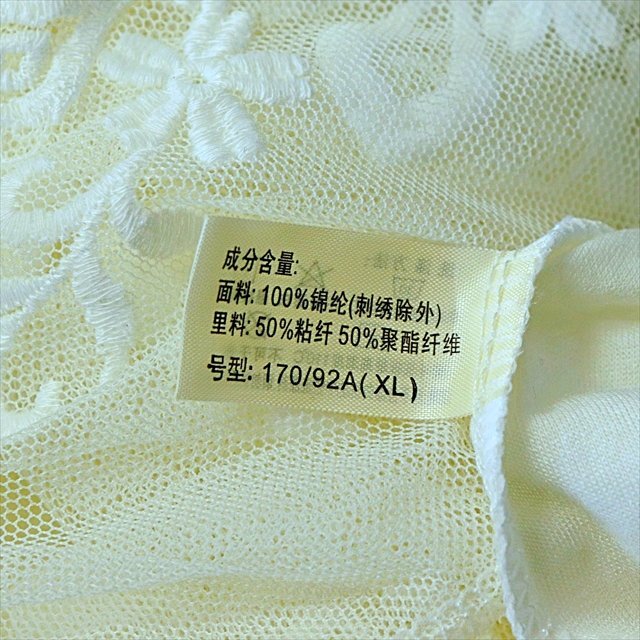 成分含量:
面料: 100%锦纶(刺绣除外)
里料: 50%粘纤 50%聚酯纤维
号型: 170/92A(XL)